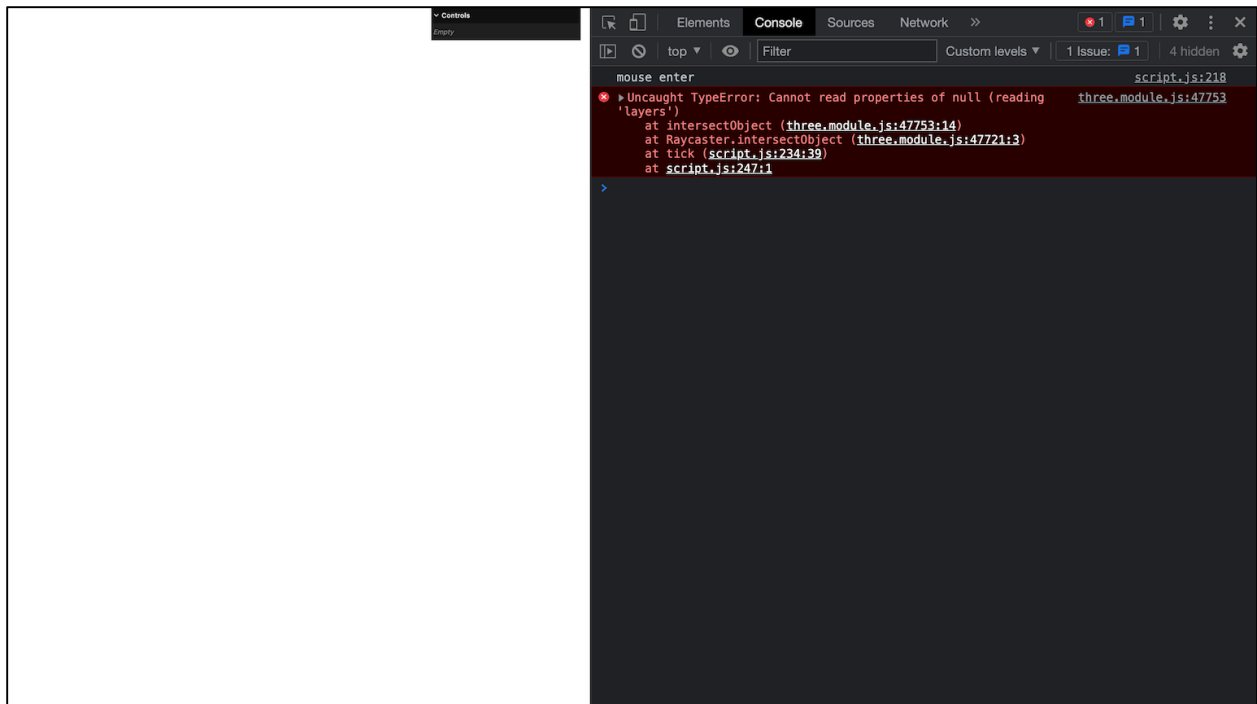 Controls
Empty
Elements Console Sources Network » 1 1
top ▼ Filter Custom levels ▼ 1 Issue: 1 4 hidden
mouse enter script.js:218
▶Uncaught TypeError: Cannot read properties of null (reading three.module.js:47753
'layers')
at intersectObject (three.module.js:47753:14)
at Raycaster.intersectObject (three.module.js:47721:3)
at tick (script.js:234:39)
at script.js:247:1
>